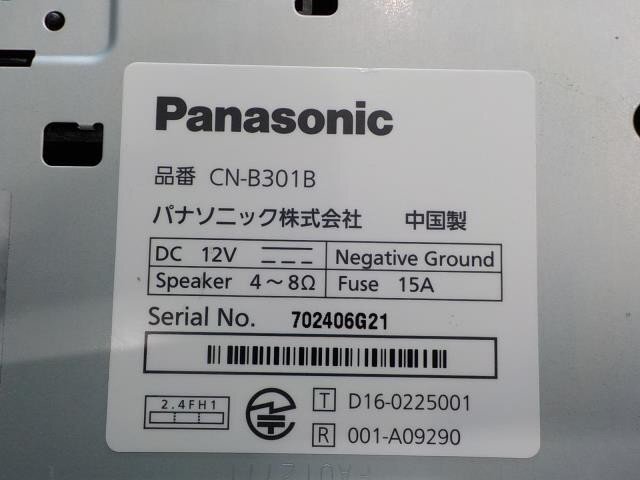 Panasonic
品番 CN-B301B
パナソニック株式会社 中国製
DC 12V Negative Ground
Speaker 4～8Ω Fuse 15A
Serial No. 702406G21
2.4FH1 T D16-0225001
R 001-A09290